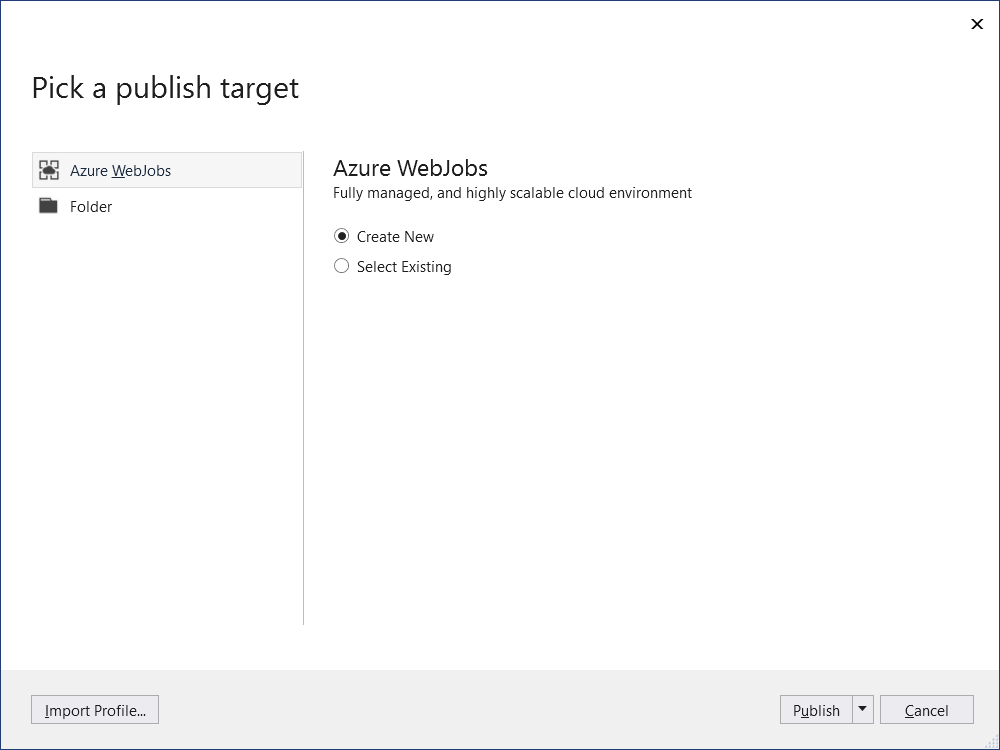 Pick a publish target
Azure WebJobs
Folder
Azure WebJobs
Fully managed, and highly scalable cloud environment
Create New
Select Existing
Import Profile...
Publish
Cancel